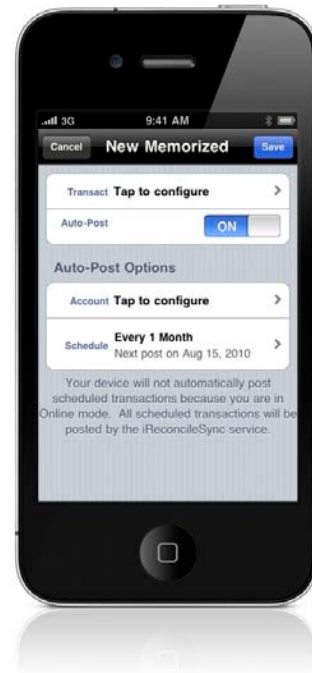 3G 9:41 AM
Cancel New Memorized Save
Transact Tap to configure
Auto-Post ON
Auto-Post Options
Account Tap to configure
Schedule Every 1 Month
Next post on Aug 15, 2010
Your device will not automatically post
scheduled transactions because you are in
Online mode. All scheduled transactions will be
posted by the iReconcileSync service.